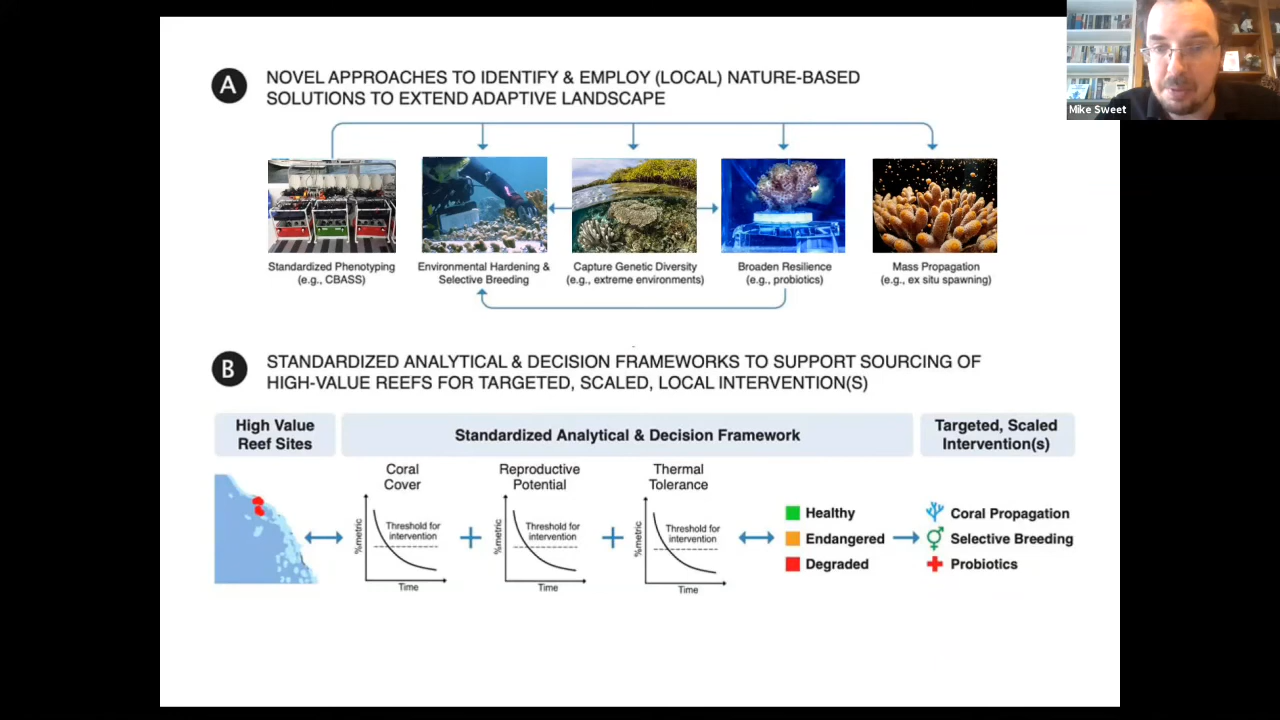 Mike Sweet
A
NOVEL APPROACHES TO IDENTIFY & EMPLOY (LOCAL) NATURE-BASED
SOLUTIONS TO EXTEND ADAPTIVE LANDSCAPE
Standardized Phenotyping
(e.g., CBASS)
Environmental Hardening &
Selective Breeding
Capture Genetic Diversity
(e.g., extreme environments)
Broaden Resilience
(e.g., probiotics)
Mass Propagation
(e.g., ex situ spawning)
B
STANDARDIZED ANALYTICAL & DECISION FRAMEWORKS TO SUPPORT SOURCING OF
HIGH-VALUE REEFS FOR TARGETED, SCALED, LOCAL INTERVENTION(S)
High Value
Reef Sites
Standardized Analytical & Decision Framework
Targeted, Scaled
Intervention(s)
Coral
Cover
%metric
Threshold for
intervention
Time
Reproductive
Potential
%metric
Threshold for
intervention
Time
Thermal
Tolerance
%metric
Threshold for
intervention
Time
Healthy
Endangered
Degraded
Coral Propagation
Selective Breeding
Probiotics